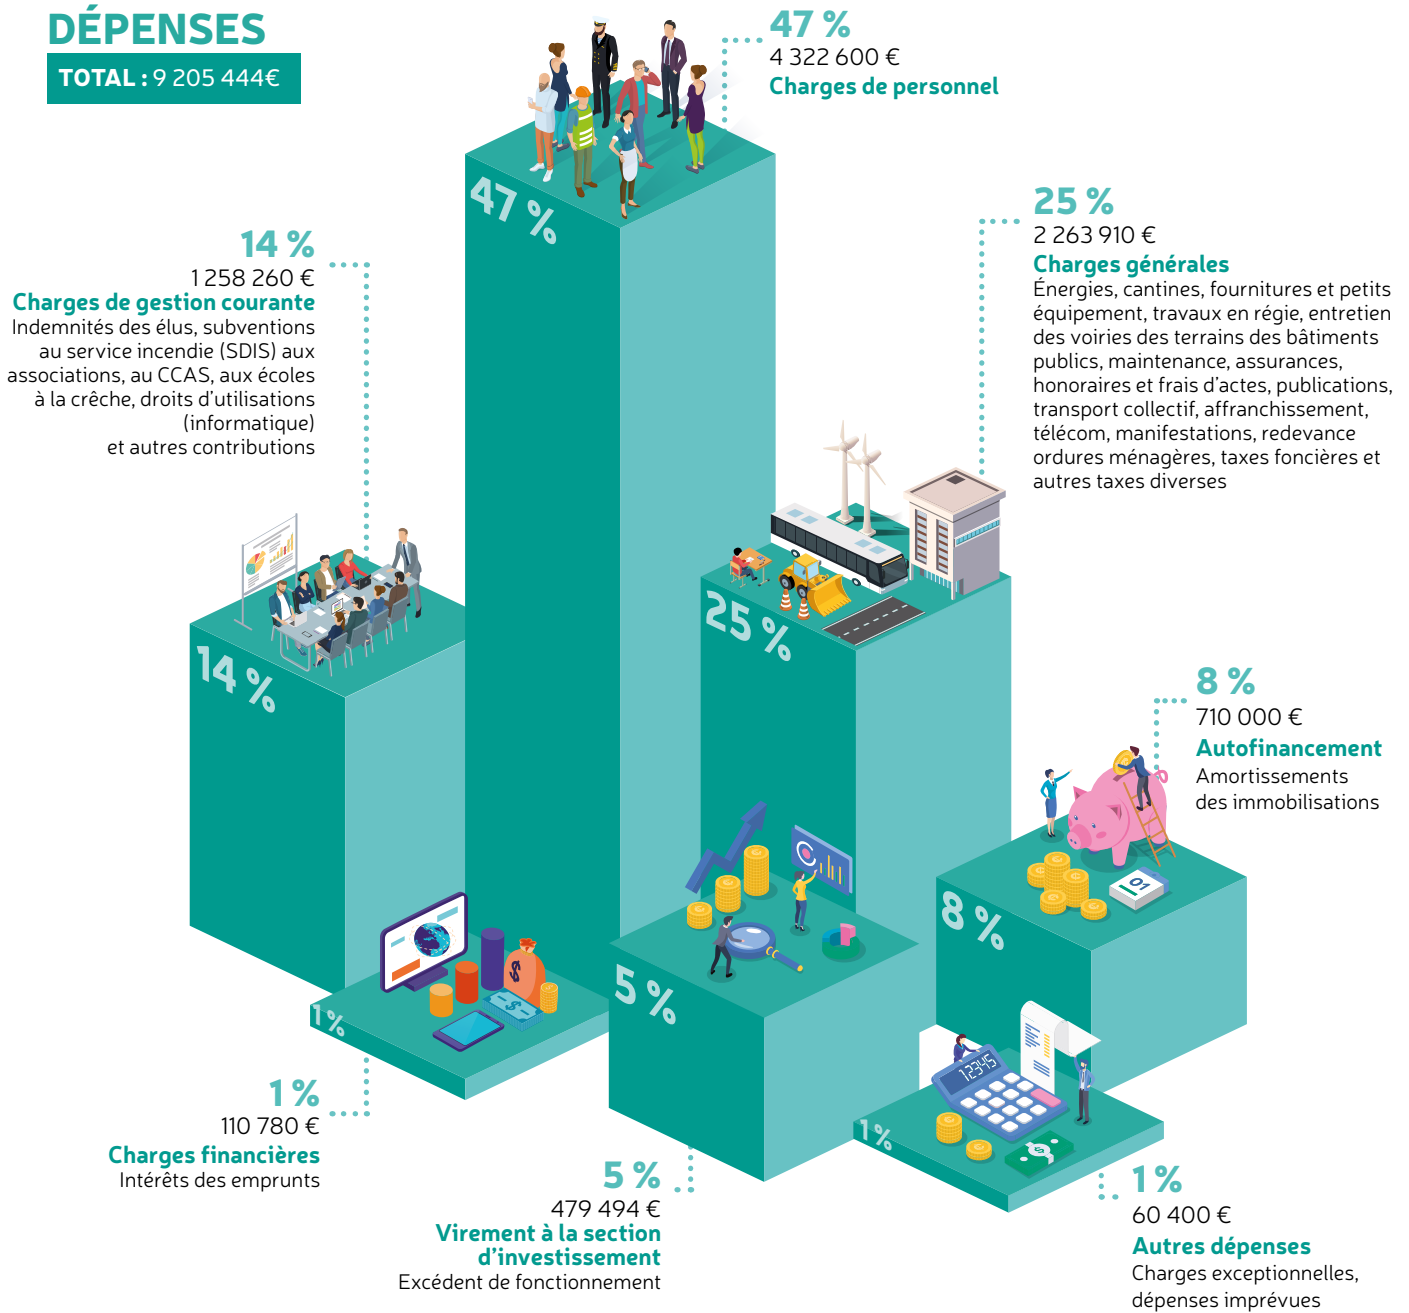 DÉPENSES
TOTAL : 9 205 444€
47 %
4 322 600 €
Charges de personnel
47 %
25 %
2 263 910 €
Charges générales
Énergies, cantines, fournitures et petits
équipement, travaux en régie, entretien
des voiries des terrains des bâtiments
publics, maintenance, assurances,
honoraires et frais d'actes, publications,
transport collectif, affranchissement,
télécom, manifestations, redevance
ordures ménagères, taxes foncières et
autres taxes diverses
25 %
14 %
1 258 260 €
Charges de gestion courante
Indemnités des élus, subventions
au service incendie (SDIS) aux
associations, au CCAS, aux écoles
à la crêche, droits d'utilisations
(informatique)
et autres contributions
14 %
8 %
710 000 €
Autofinancement
Amortissements
des immobilisations
01
8 %
$
$
1 %
1 %
110 780 €
Charges financières
Intérêts des emprunts
5 %
5 %
479 494 €
Virement à la section
d'investissement
Excédent de fonctionnement
12345
$
1 %
1 %
60 400 €
Autres dépenses
Charges exceptionnelles,
dépenses imprévues